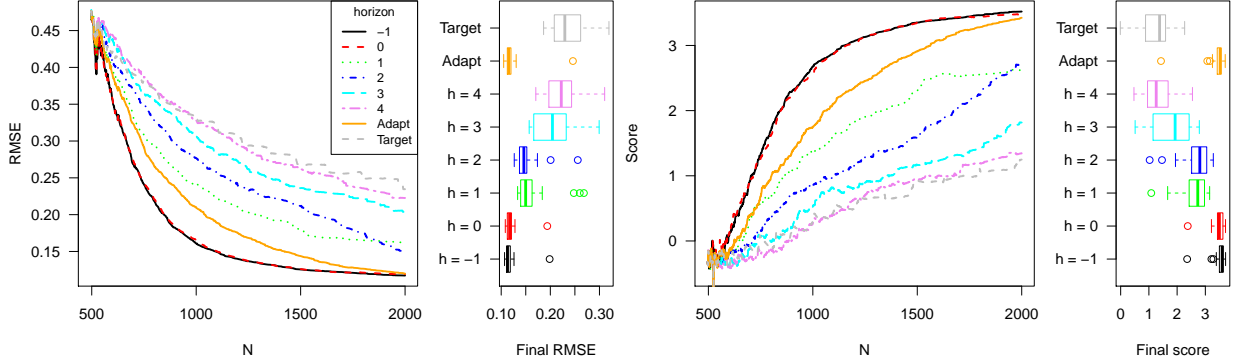 RMSE
0.45
0.40
0.35
0.30
0.25
0.20
0.15
500
1000
1500
2000
N
horizon
−1
0
1
2
3
4
Adapt
Target
Target
Adapt
h = 4
h = 3
h = 2
h = 1
h = 0
h = −1
0.10
0.20
0.30
Final RMSE
Score
3
2
1
0
500
1000
1500
2000
N
Target
Adapt
h = 4
h = 3
h = 2
h = 1
h = 0
h = −1
0
1
2
3
Final score